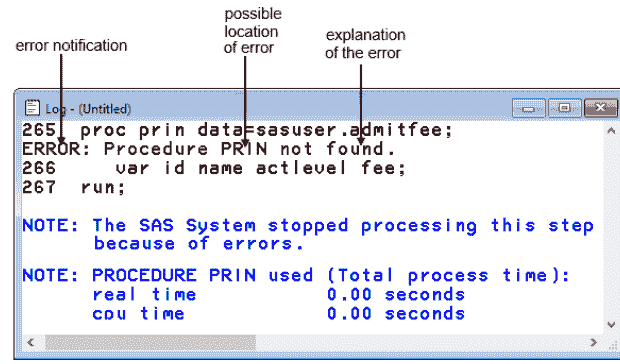 error notification
possible
location
of error
explanation
of the error
Log - (Untitled)
265  proc prin data=sasuser.admitfee;
ERROR: Procedure PRIN not found.
266     var id name actlevel fee;
267  run;
NOTE: The SAS System stopped processing this step
because of errors.
NOTE: PROCEDURE PRIN used (Total process time):
real time           0.00 seconds
cpu time            0.00 seconds